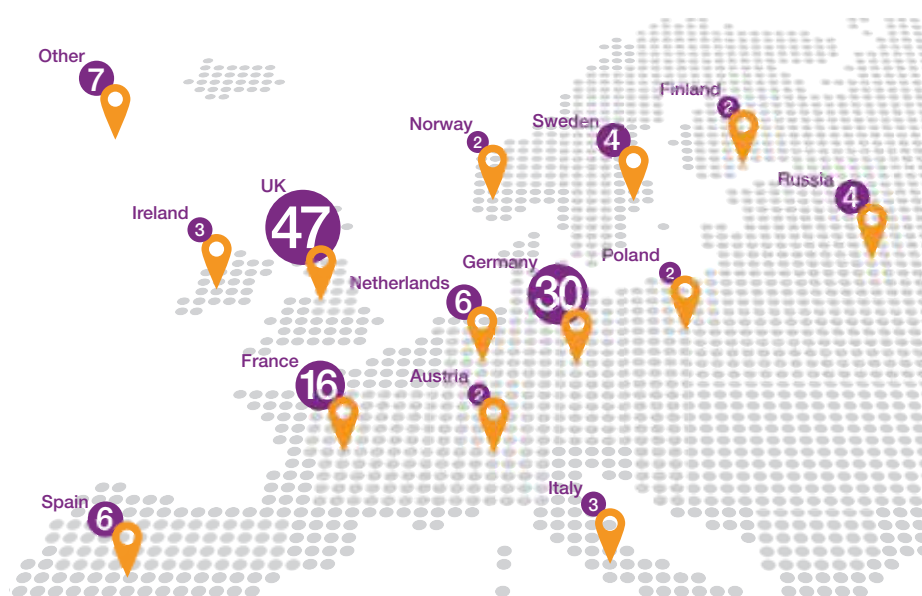 Other
7
Finland
2
Norway
2
Sweden
4
Russia
4
UK
47
Ireland
3
Germany
30
Poland
2
Netherlands
6
France
16
Austria
2
Italy
3
Spain
6